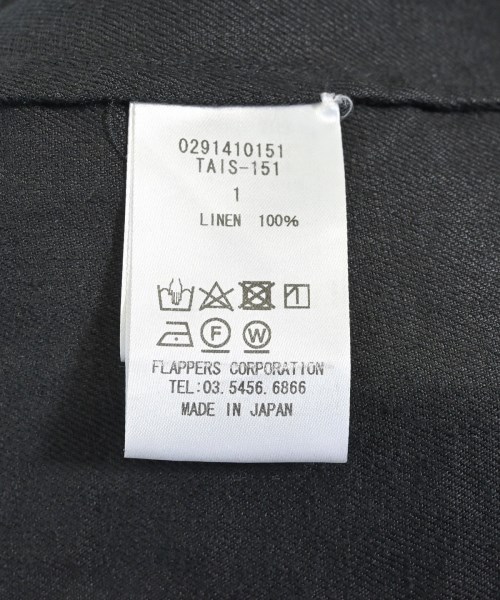 0291410151
TAIS-151
1
LINEN 100%
F W
FLAPPERS CORPORATION
TEL:03.5456.6866
MADE IN JAPAN